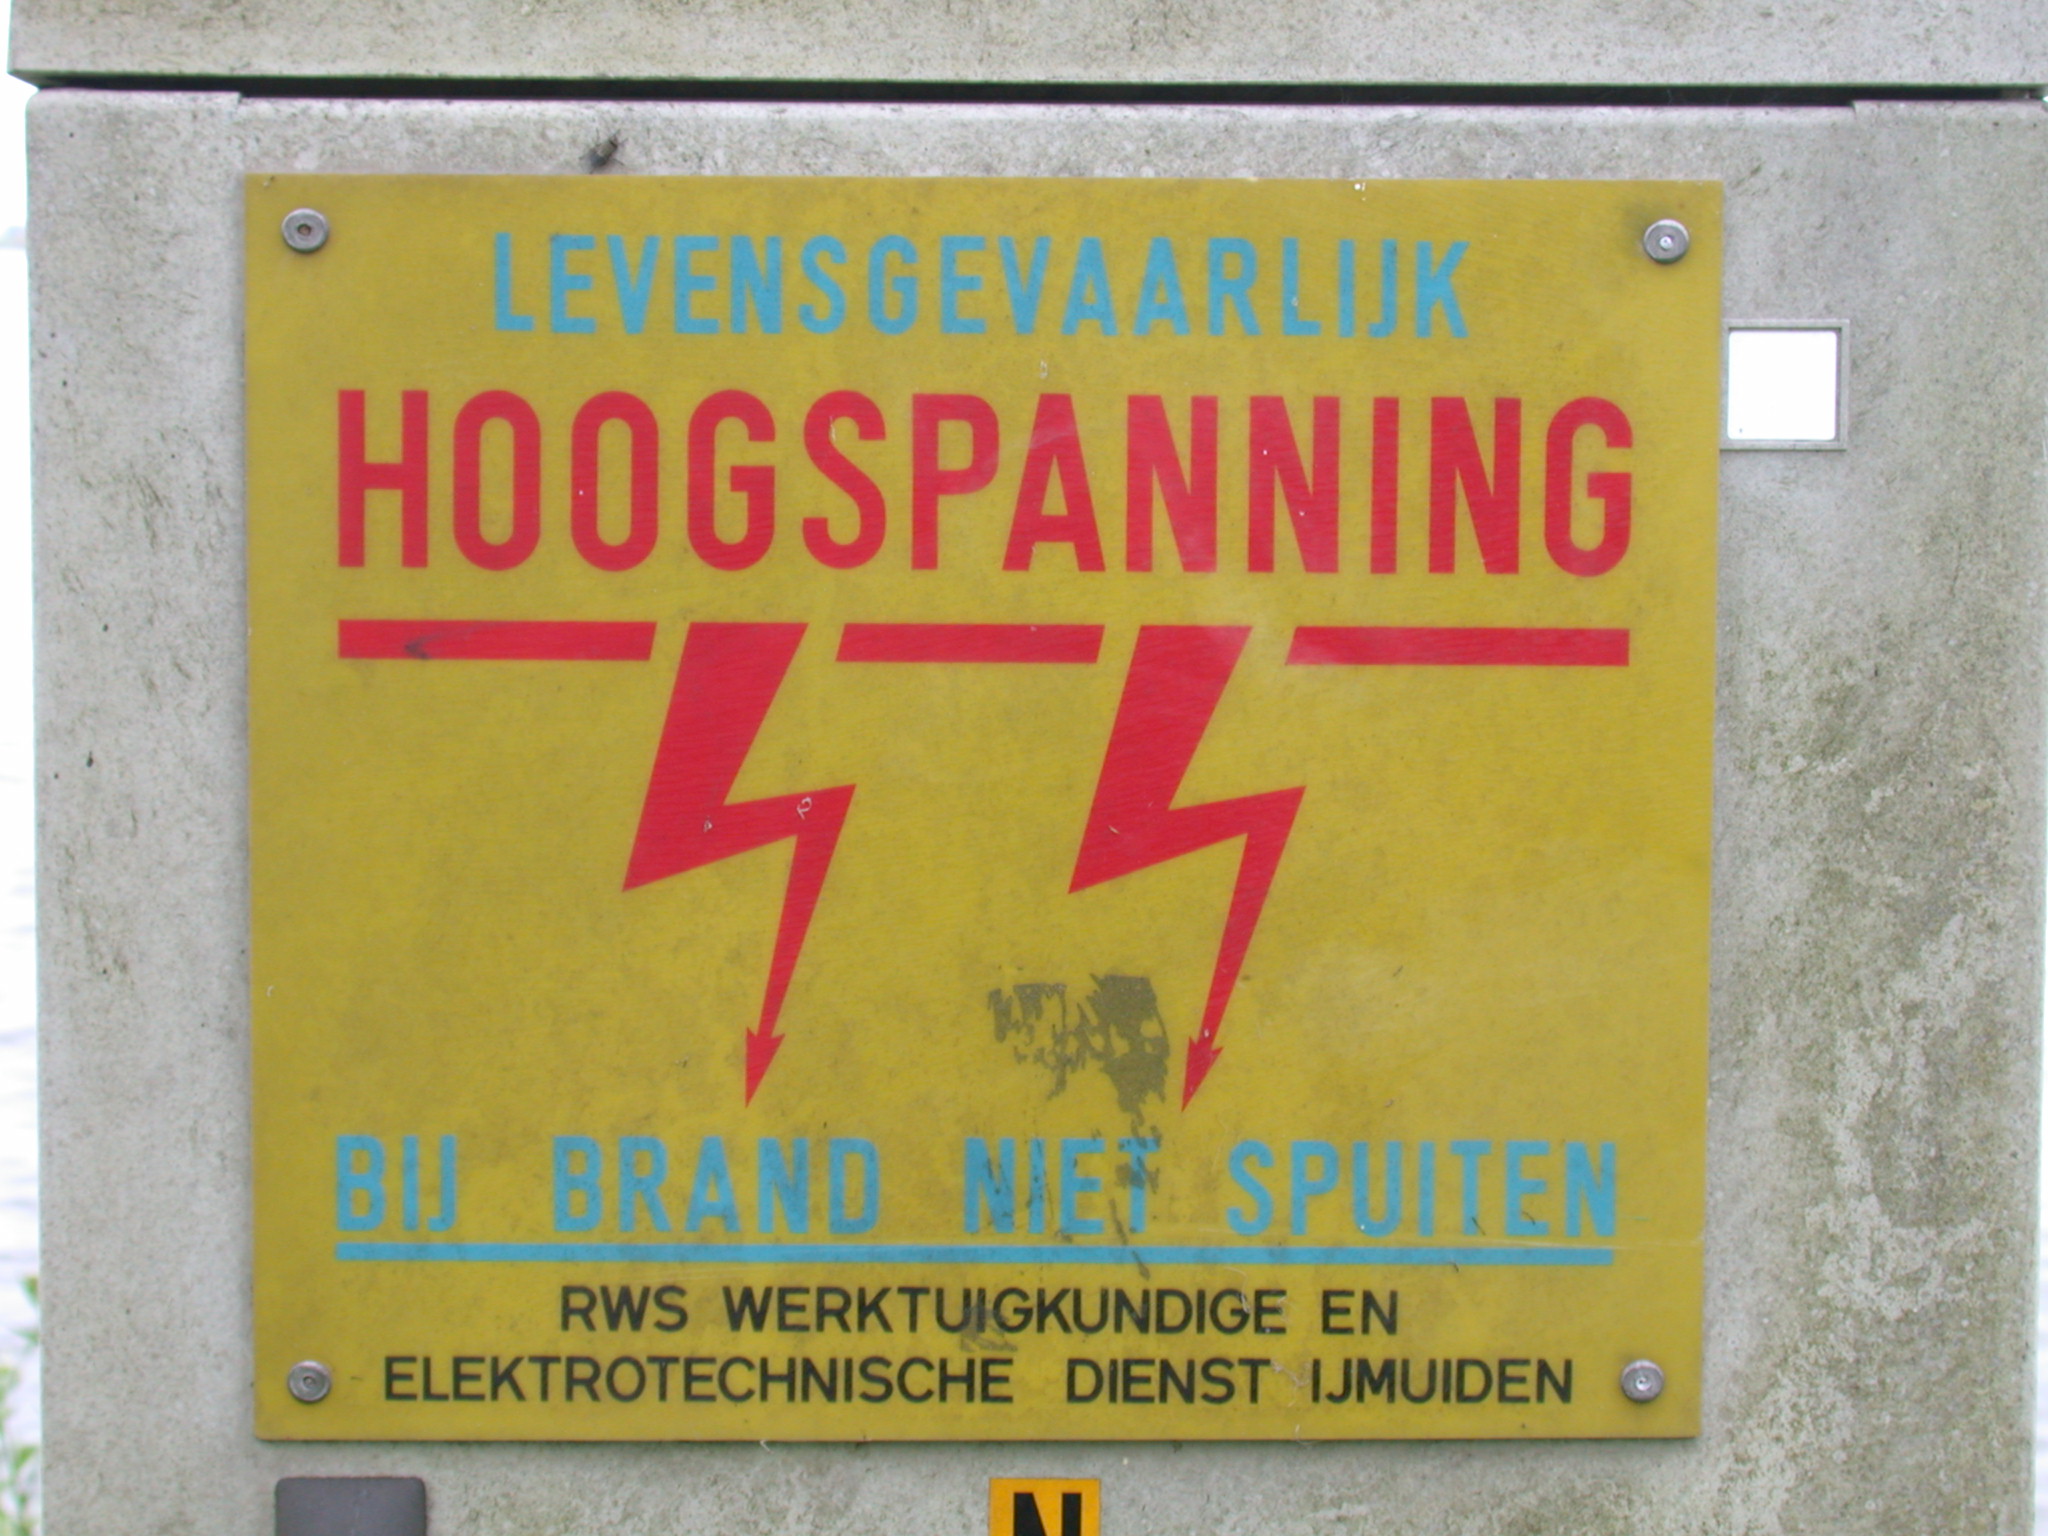 LEVENSGEVAARLIJK
HOOGSPANNING
BIJ BRAND NIET SPUITEN
RWS WERKTUIGKUNDIGE EN
ELEKTROTECHNISCHE DIENST IJMUIDEN
N